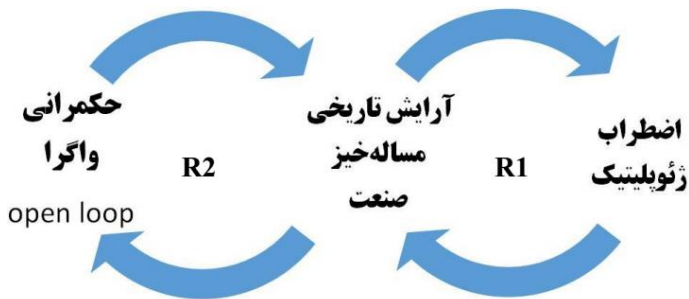 حکمرانی
واگرا
open loop
R2
آرایش تاریخی
مساله‌خیز
صنعت
R1
اضطراب
ژئوپلیتیک